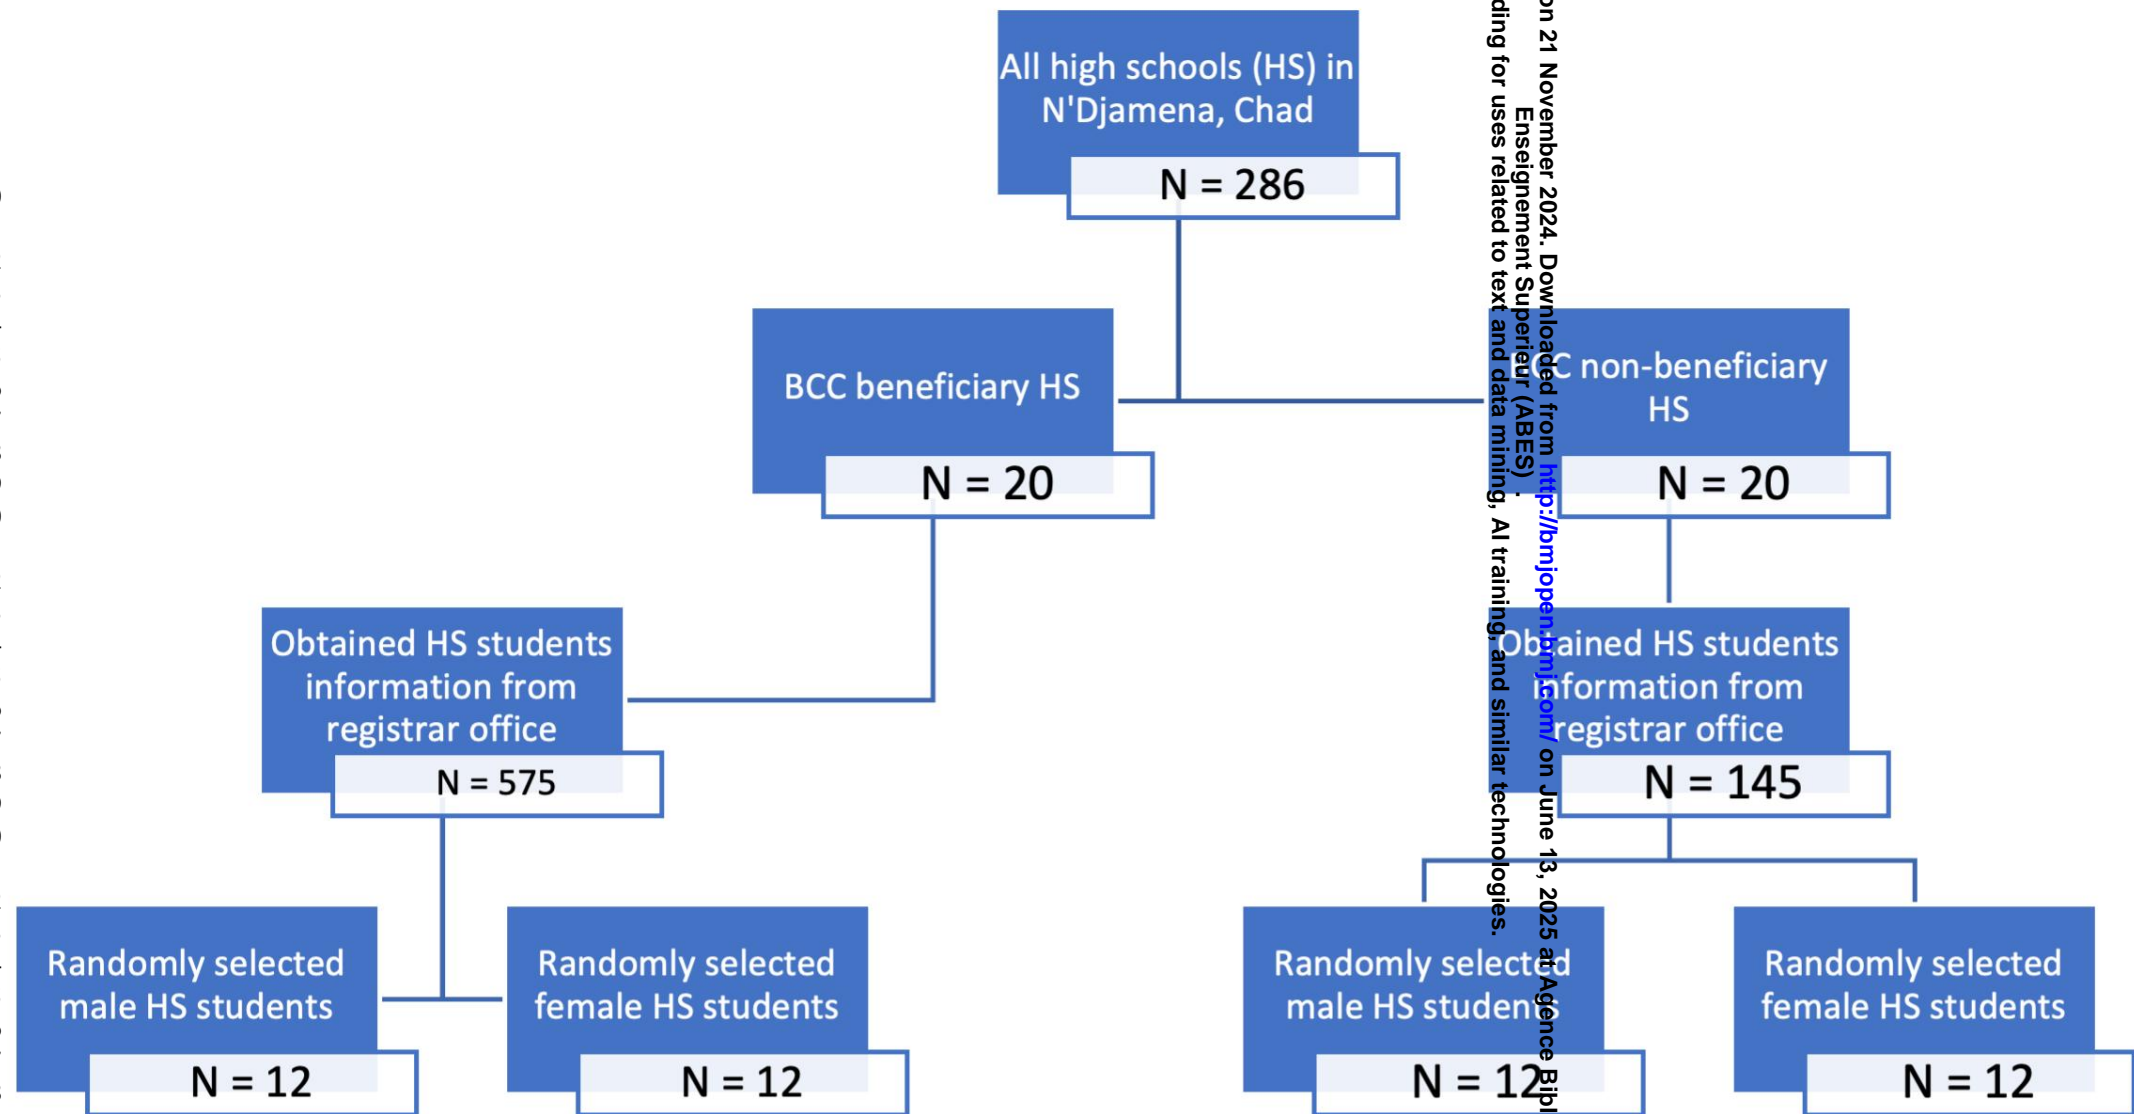 All high schools (HS) in
N'Djamena, Chad
N = 286
BCC beneficiary HS
N = 20
non-beneficiary
HS
N = 20
Obtained HS students
information from
registrar office
N = 575
Obtained HS students
information from
registrar office
N = 145
Randomly selected
male HS students
N = 12
Randomly selected
female HS students
N = 12
Randomly selected
male HS students
N = 12
Randomly selected
female HS students
N = 12
on 21 November 2024. Downloaded from http://bmjopen.bmj.com/ on June 13, 2025 at Agence Bibl
Enseignement Superieur (ABES) .
ding for uses related to text and data mining, AI training, and similar technologies.